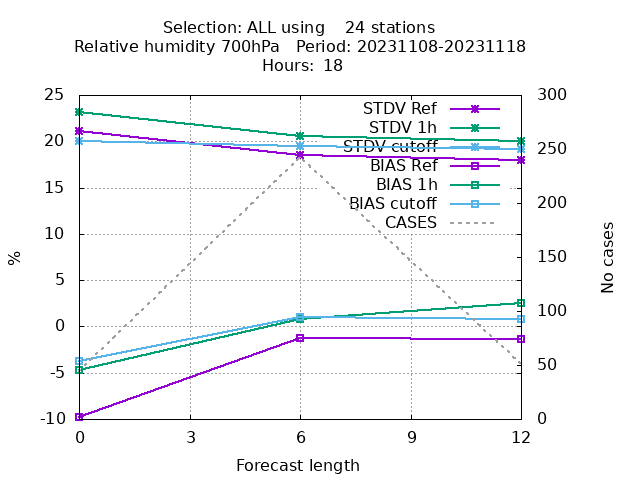 Selection: ALL using    24 stations
Relative humidity 700hPa   Period: 20231108-20231118
Hours: 18
25
20
15
10
5
0
-5
-10
%
300
250
200
150
100
50
0
No cases
STDV Ref
STDV 1h
STDV cutoff
BIAS Ref
BIAS 1h
BIAS cutoff
CASES
0 3 6 9 12
Forecast length